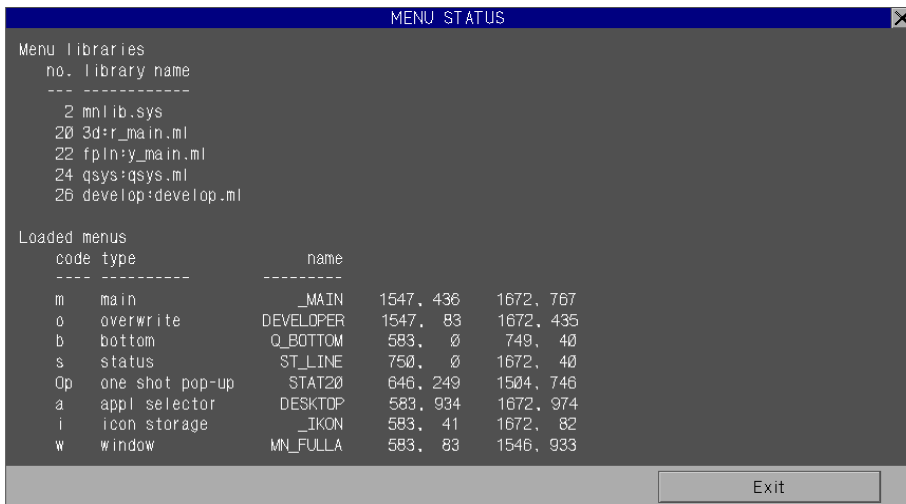 MENU STATUS
Menu libraries
no. library name
--- ------------
2 mnlib.sys
20 3d:r_main.ml
22 fpln:y_main.ml
24 qsys:qsys.ml
26 develop:develop.ml
Loaded menus
code type name
---- ---------- ---------
m main _MAIN 1547, 436 1672, 767
o overwrite DEVELOPER 1547, 83 1672, 435
b bottom Q_BOTTOM 583, 0 749, 40
s status ST_LINE 750, 0 1672, 40
Op one shot pop-up STAT20 646, 249 1504, 746
a appl selector DESKTOP 583, 934 1672, 974
i icon storage _IKON 583, 41 1672, 82
w window MN_FULLA 583, 83 1546, 933
Exit